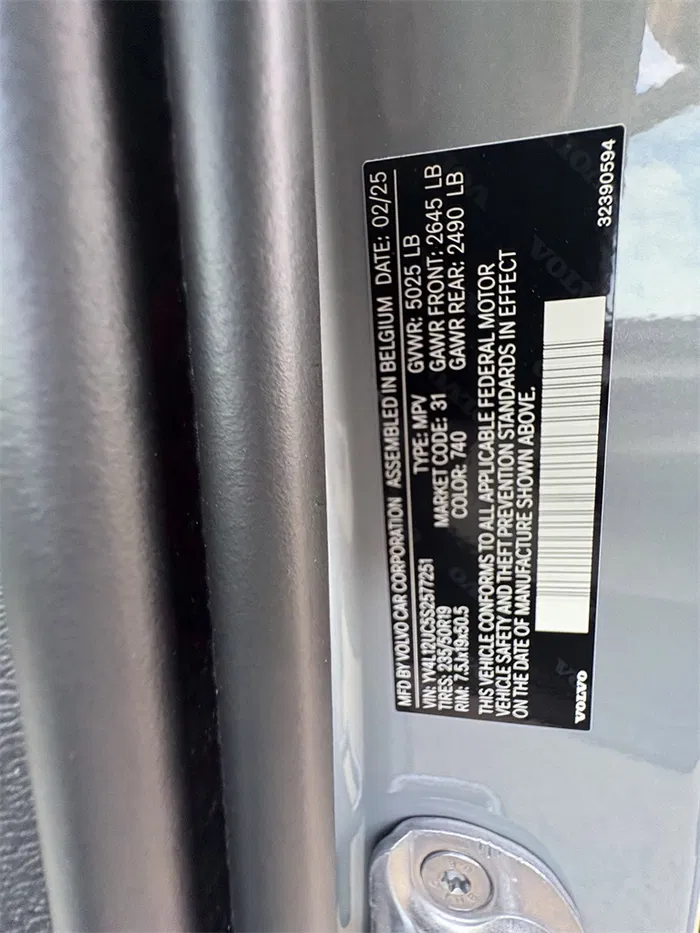 MFD BY VOLVO CAR CORPORATION ASSEMBLED IN BELGIUM DATE: 02/25
VIN: YV4L12UC5S2577251 TYPE: MPV GVWR: 5025 LB
TIRES: 235/50R19 MARKET CODE: 31 GAWR FRONT: 2645 LB
RIM: 7.5Jx19x50.5 COLOR: 740 GAWR REAR: 2490 LB
THIS VEHICLE CONFORMS TO ALL APPLICABLE FEDERAL MOTOR
VEHICLE SAFETY AND THEFT PREVENTION STANDARDS IN EFFECT
ON THE DATE OF MANUFACTURE SHOWN ABOVE.
VOLVO 32390594